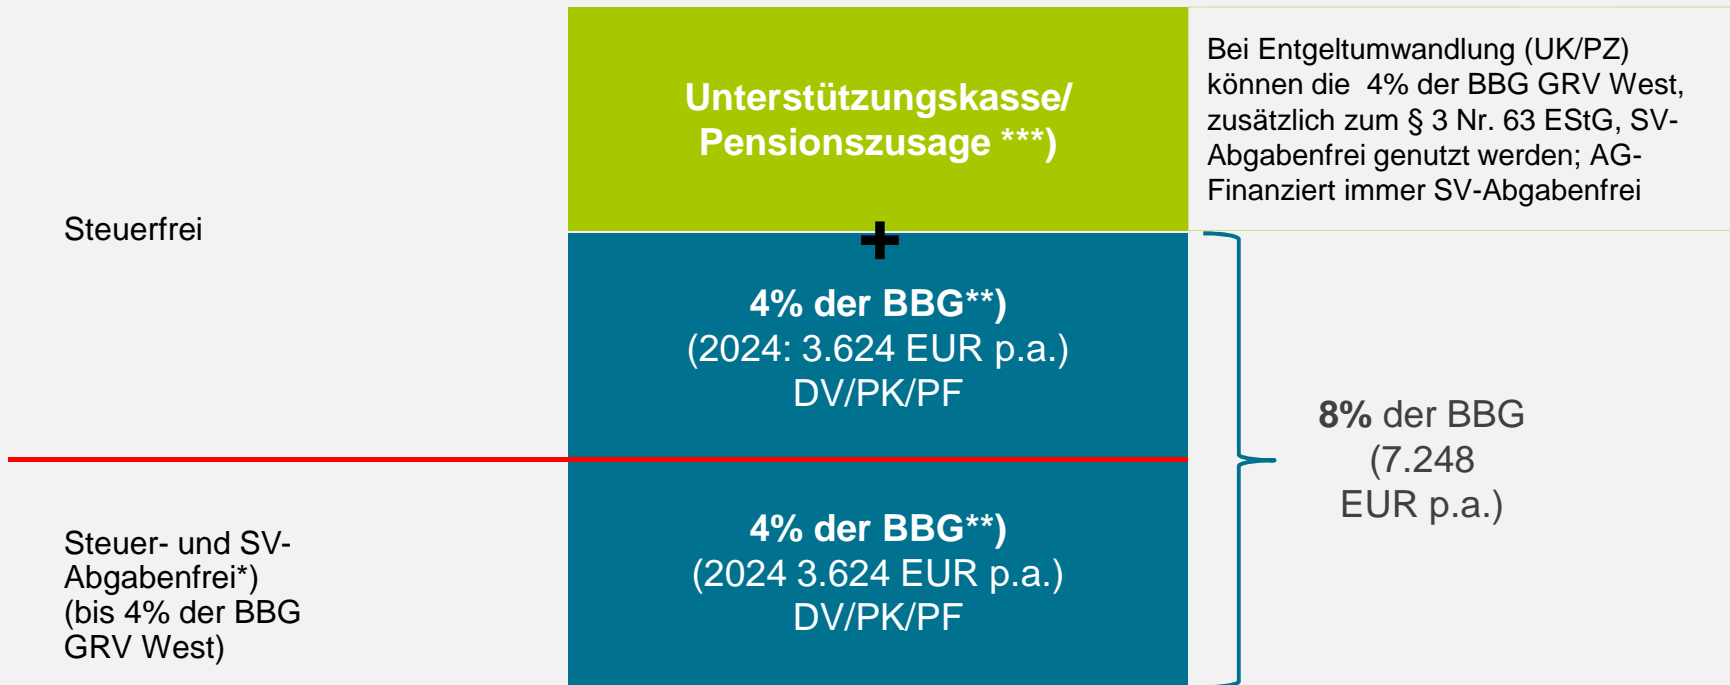 Unterstützungskasse/
Pensionszusage ***)
Bei Entgeltumwandlung (UK/PZ)
können die 4% der BBG GRV West,
zusätzlich zum § 3 Nr. 63 EStG, SV-
Abgabenfrei genutzt werden; AG-
Finanziert immer SV-Abgabenfrei
Steuerfrei
+
4% der BBG**)
(2024: 3.624 EUR p.a.)
DV/PK/PF
8% der BBG
(7.248
EUR p.a.)
Steuer- und SV-
Abgabenfrei*)
(bis 4% der BBG
GRV West)
4% der BBG**)
(2024 3.624 EUR p.a.)
DV/PK/PF